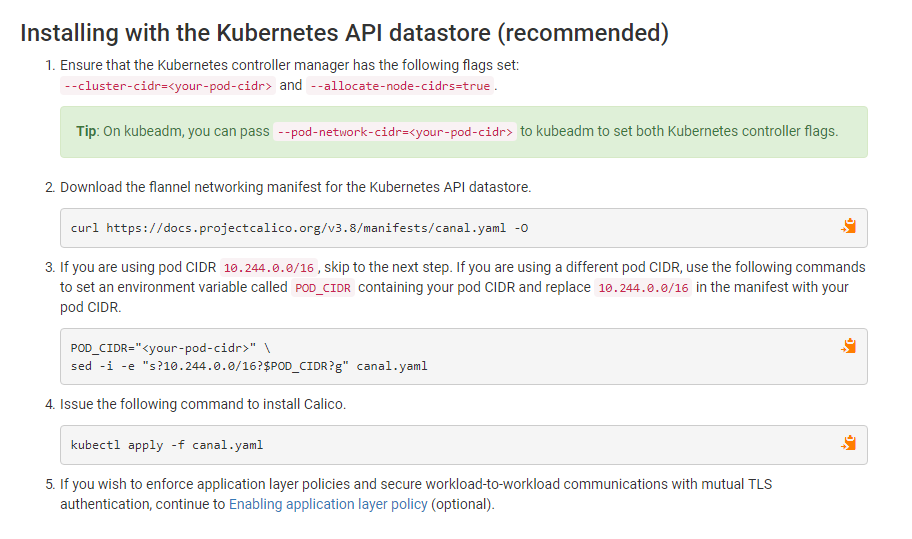 Installing with the Kubernetes API datastore (recommended)
1. Ensure that the Kubernetes controller manager has the following flags set:
--cluster-cidr=<your-pod-cidr> and --allocate-node-cidrs=true .
Tip: On kubeadm, you can pass --pod-network-cidr=<your-pod-cidr> to kubeadm to set both Kubernetes controller flags.
2. Download the flannel networking manifest for the Kubernetes API datastore.
curl https://docs.projectcalico.org/v3.8/manifests/canal.yaml -O
3. If you are using pod CIDR 10.244.0.0/16 , skip to the next step. If you are using a different pod CIDR, use the following commands
to set an environment variable called POD_CIDR containing your pod CIDR and replace 10.244.0.0/16 in the manifest with your
pod CIDR.
POD_CIDR="<your-pod-cidr>" \
sed -i -e "s?10.244.0.0/16?$POD_CIDR?g" canal.yaml
4. Issue the following command to install Calico.
kubectl apply -f canal.yaml
5. If you wish to enforce application layer policies and secure workload-to-workload communications with mutual TLS
authentication, continue to Enabling application layer policy (optional).